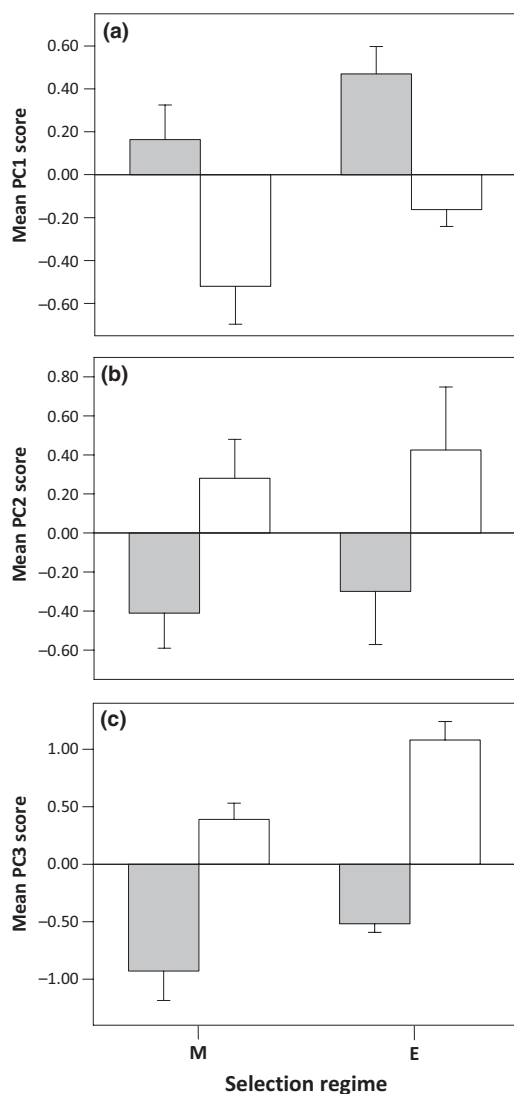 (a)
0.60
0.40
0.20
0.00
–0.20
–0.40
–0.60
Mean PC1 score
(b)
0.80
0.60
0.40
0.20
0.00
–0.20
–0.40
–0.60
Mean PC2 score
(c)
1.00
0.50
0.00
–0.50
–1.00
Mean PC3 score
M E
Selection regime